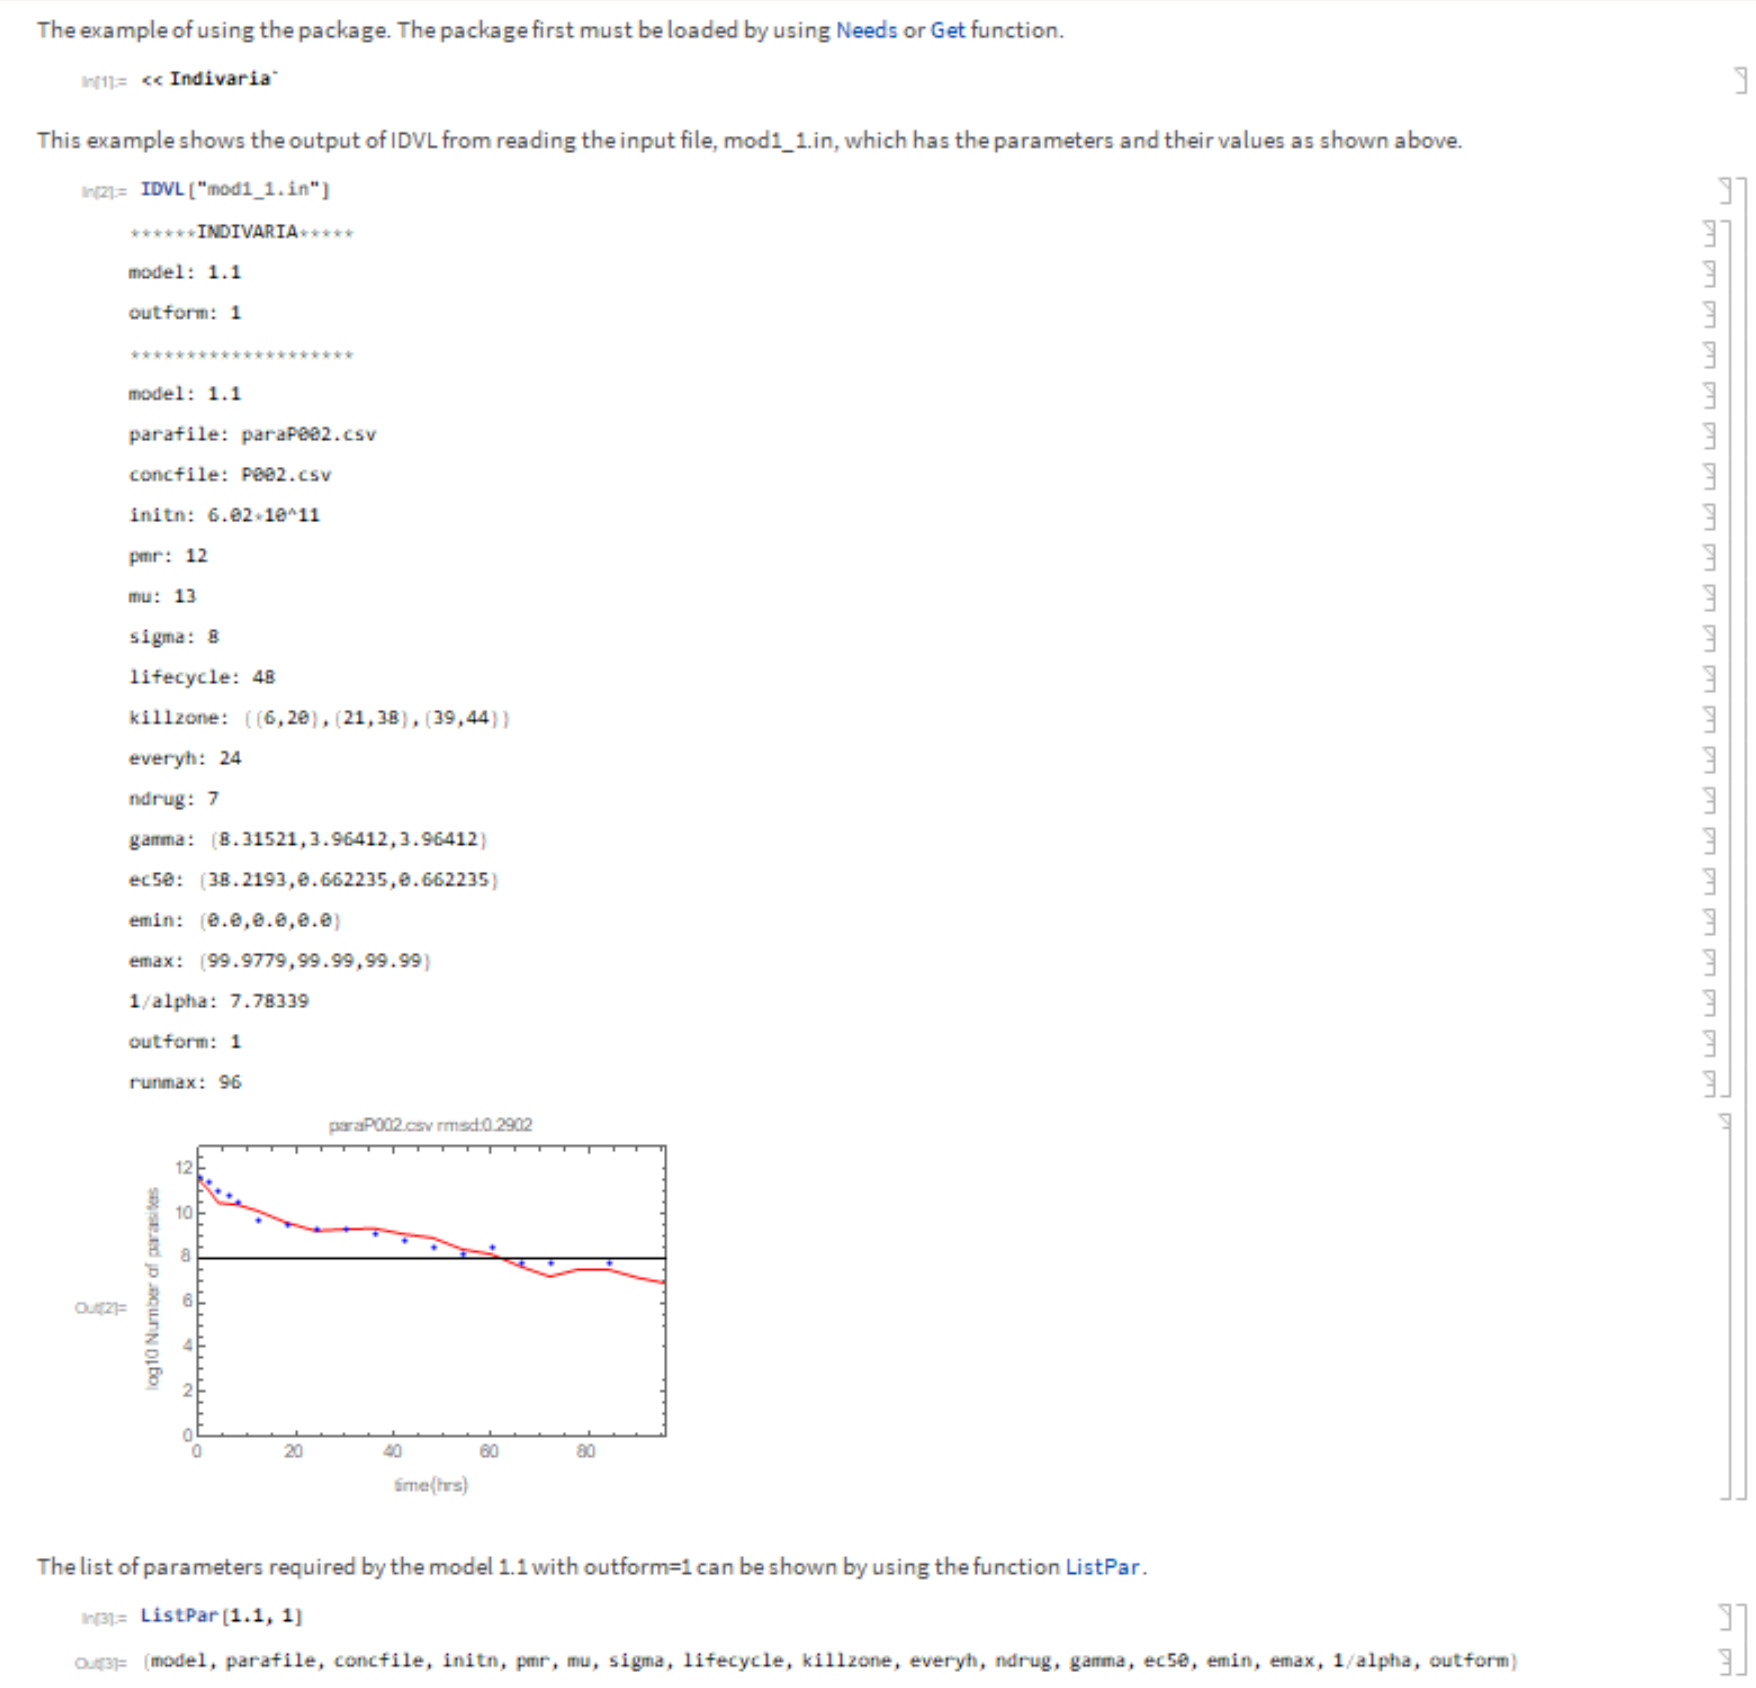 The example of using the package. The package first must be loaded by using Needs or Get function.
In[1]:= << Indivaria`
This example shows the output of IDVL from reading the input file, mod1_1.in, which has the parameters and their values as shown above.
In[2]:= IDVL["mod1_1.in"]
******INDIVARIA*****
model: 1.1
outform: 1
********************
model: 1.1
parafile: paraP002.csv
concfile: P002.csv
initn: 6.02*10^11
pmr: 12
mu: 13
sigma: 8
lifecycle: 48
killzone: {{6,20},{21,38},{39,44}}
everyh: 24
ndrug: 7
gamma: {8.31521,3.96412,3.96412}
ec50: {38.2193,0.662235,0.662235}
emin: {0.0,0.0,0.0}
emax: {99.9779,99.99,99.99}
1/alpha: 7.78339
outform: 1
runmax: 96
paraP002.csv rmsd:0.2902
12
10
8
6
4
2
0
log10 Number of parasites
Out[2]=
0 20 40 60 80
time(hrs)
The list of parameters required by the model 1.1 with outform=1 can be shown by using the function ListPar.
In[3]:= ListPar[1.1, 1]
Out[3]= {model, parafile, concfile, initn, pmr, mu, sigma, lifecycle, killzone, everyh, ndrug, gamma, ec50, emin, emax, 1/alpha, outform}